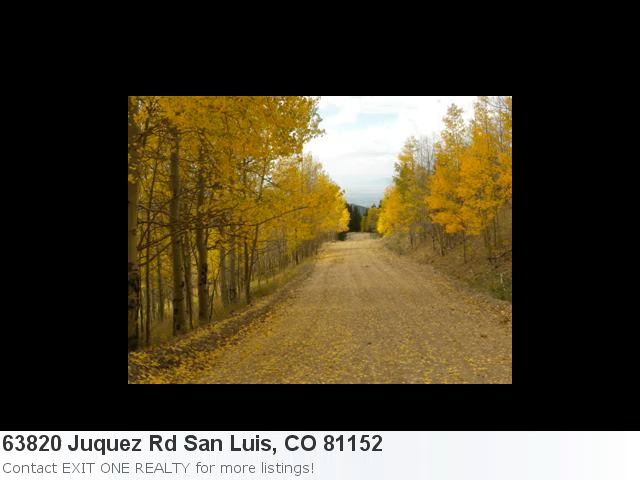 63820 Juquez Rd San Luis, CO 81152
Contact EXIT ONE REALTY for more listings!